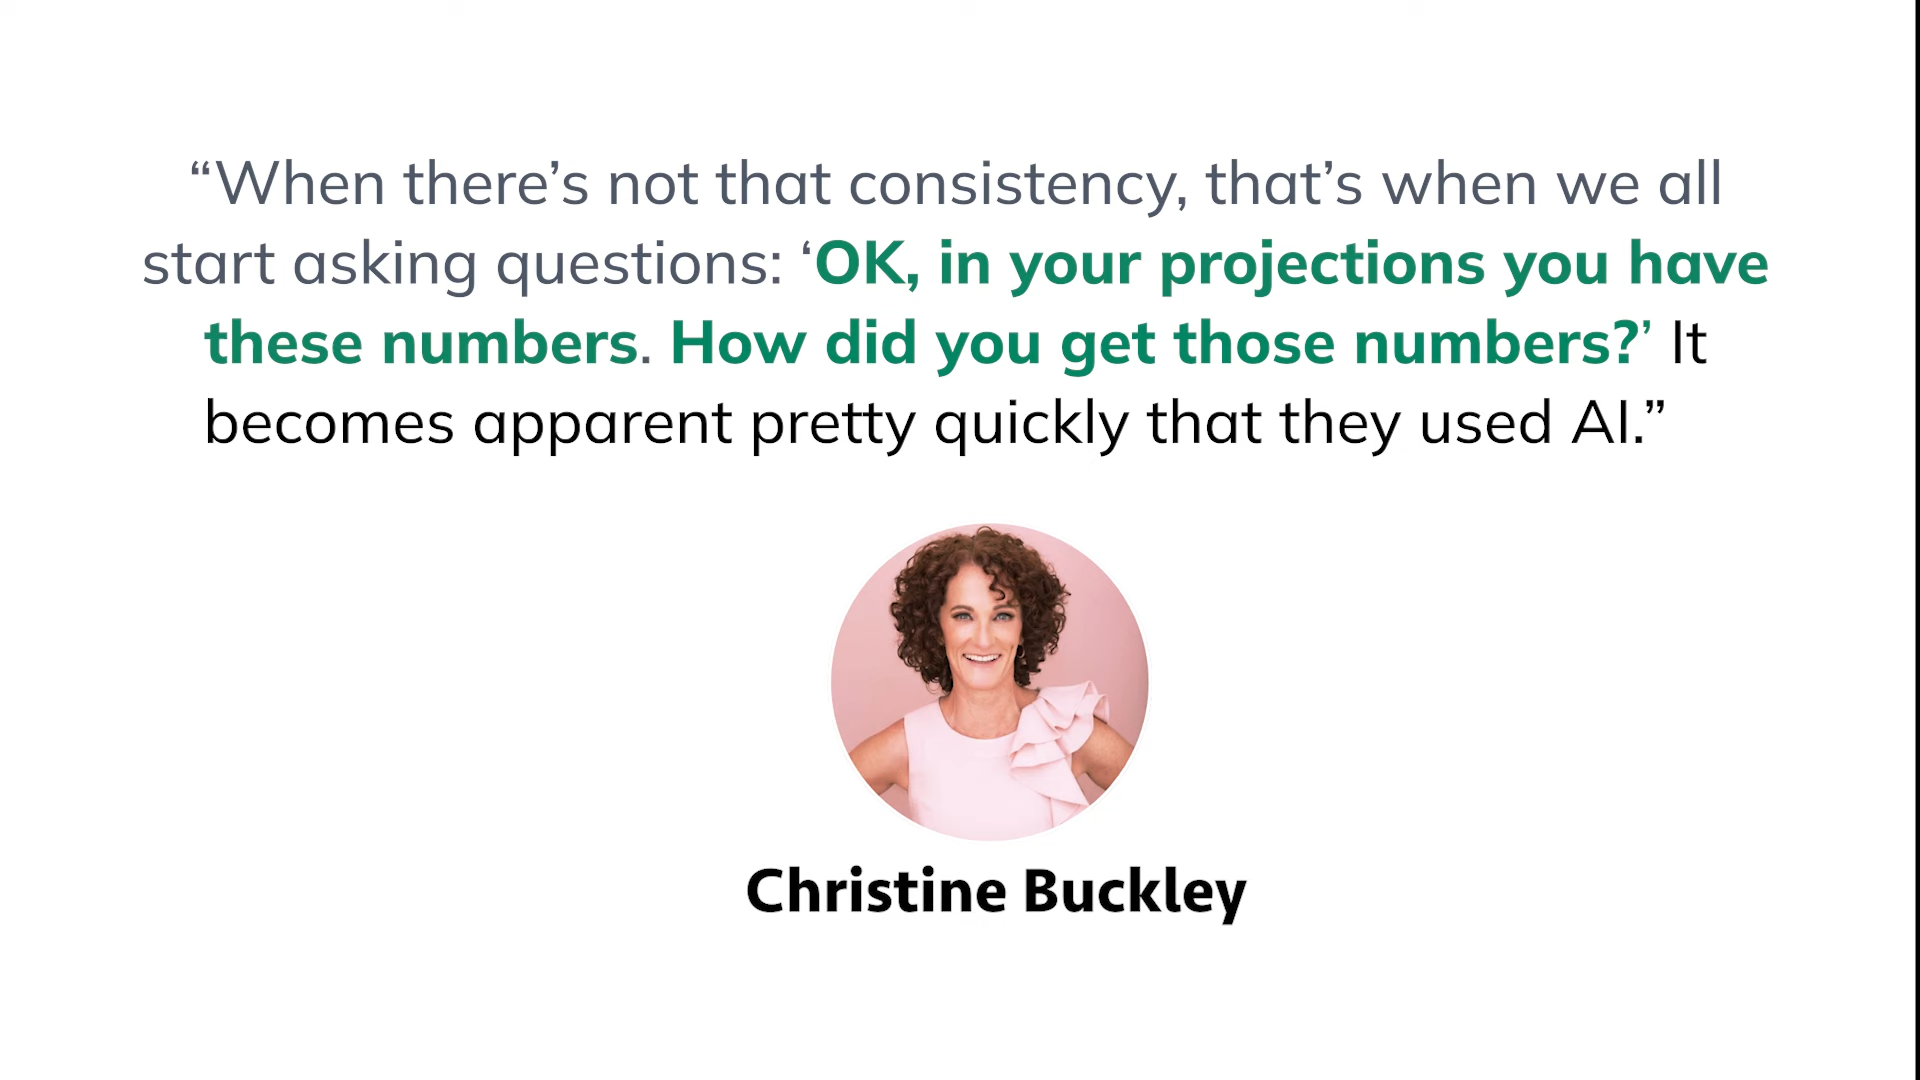 “When there’s not that consistency, that’s when we all
start asking questions: ‘OK, in your projections you have
these numbers. How did you get those numbers?’ It
becomes apparent pretty quickly that they used AI.”
Christine Buckley